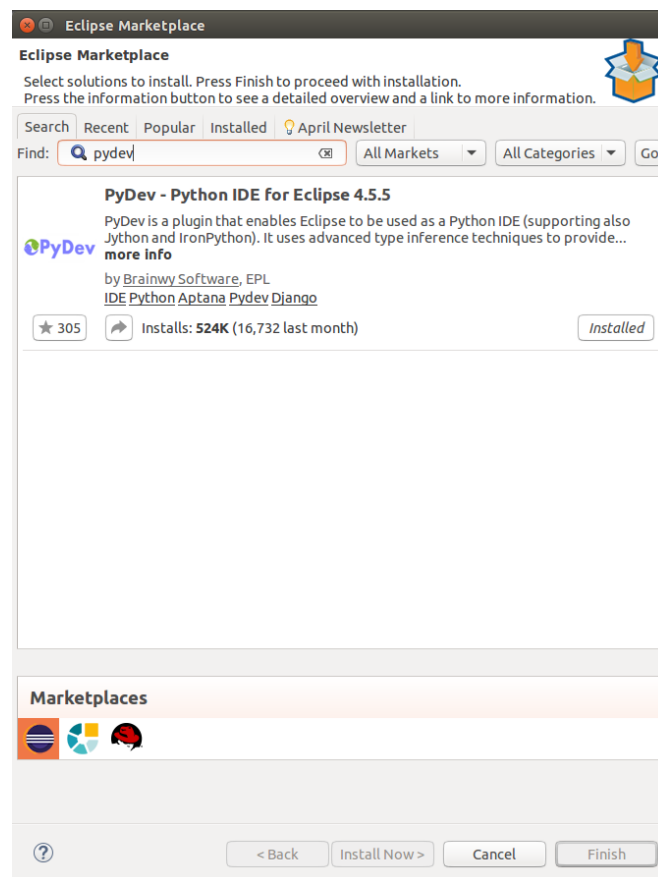 Eclipse Marketplace
Eclipse Marketplace
Select solutions to install. Press Finish to proceed with installation.
Press the information button to see a detailed overview and a link to more information.
Search Recent Popular Installed April Newsletter
Find: pydev All Markets All Categories Go
PyDev - Python IDE for Eclipse 4.5.5
PyDev is a plugin that enables Eclipse to be used as a Python IDE (supporting also
Jython and IronPython). It uses advanced type inference techniques to provide...
more info
PyDev
by Brainwy Software, EPL
IDE Python Aptana Pydev Django
305 Installs: 524K (16,732 last month) Installed
Marketplaces
? < Back Install Now > Cancel Finish